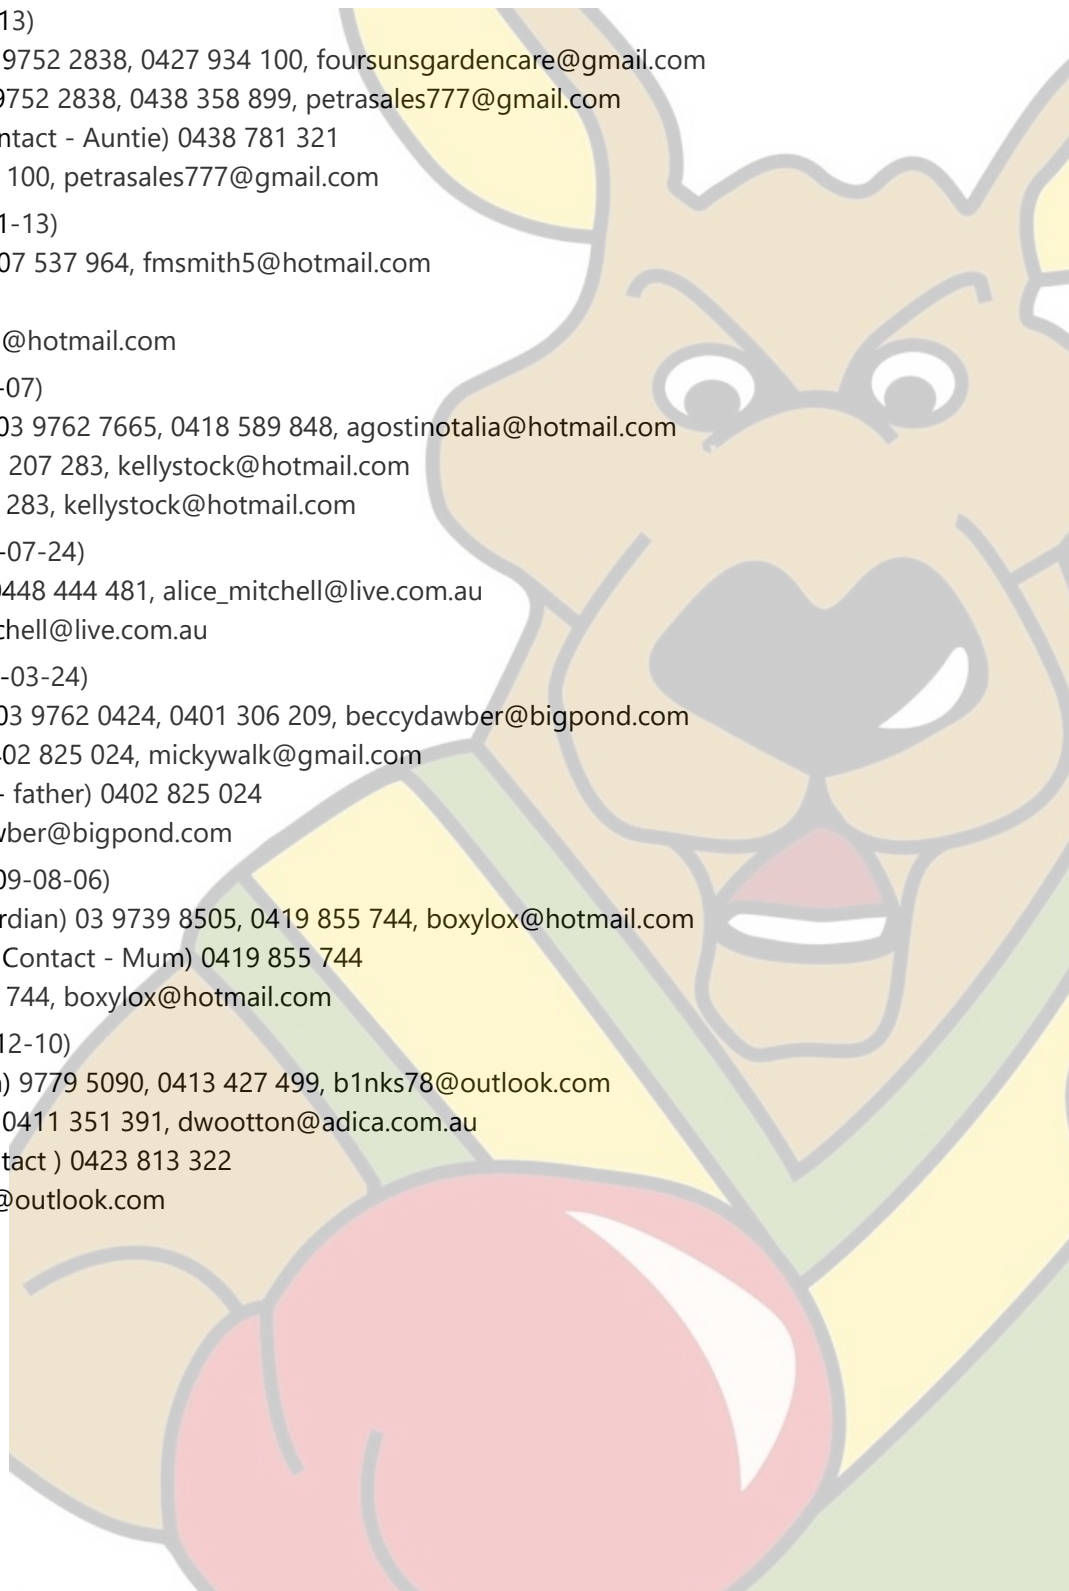 13)
9752 2838, 0427 934 100, foursunsgardencare@gmail.com
9752 2838, 0438 358 899, petrasales777@gmail.com
ntact - Auntie) 0438 781 321
100, petrasales777@gmail.com
1-13)
07 537 964, fmsmith5@hotmail.com
@hotmail.com
-07)
03 9762 7665, 0418 589 848, agostinotalia@hotmail.com
207 283, kellystock@hotmail.com
283, kellystock@hotmail.com
-07-24)
0448 444 481, alice_mitchell@live.com.au
chell@live.com.au
-03-24)
03 9762 0424, 0401 306 209, beccydawber@bigpond.com
02 825 024, mickywalk@gmail.com
- father) 0402 825 024
wber@bigpond.com
09-08-06)
rdian) 03 9739 8505, 0419 855 744, boxylox@hotmail.com
Contact - Mum) 0419 855 744
744, boxylox@hotmail.com
12-10)
) 9779 5090, 0413 427 499, b1nks78@outlook.com
0411 351 391, dwootton@adica.com.au
tact ) 0423 813 322
@outlook.com